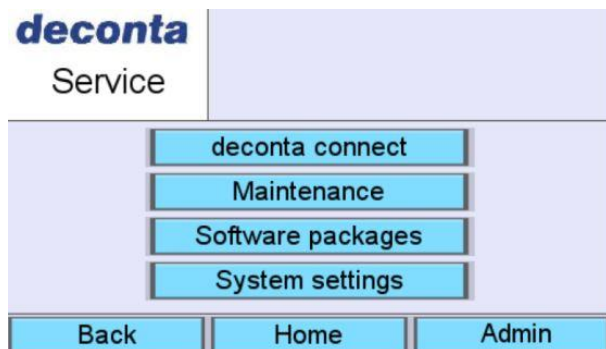 deconta
Service
deconta connect
Maintenance
Software packages
System settings
Back Home Admin